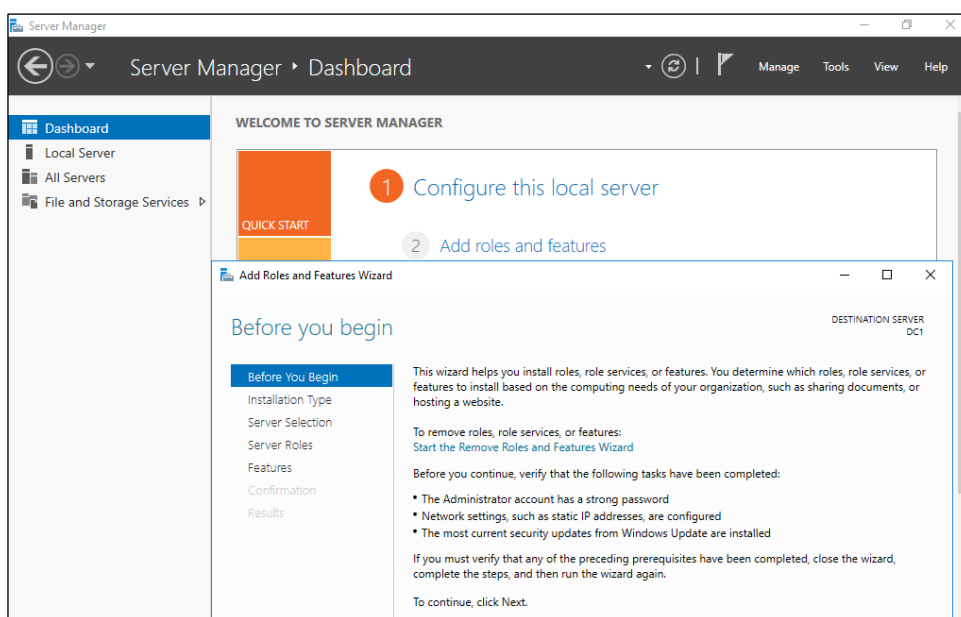 Server Manager
Server Manager ‣ Dashboard
Manage Tools View Help
Dashboard
Local Server
All Servers
File and Storage Services
WELCOME TO SERVER MANAGER
QUICK START
1 Configure this local server
2 Add roles and features
Add Roles and Features Wizard
Before you begin
DESTINATION SERVER
DC1
Before You Begin
Installation Type
Server Selection
Server Roles
Features
Confirmation
Results
This wizard helps you install roles, role services, or features. You determine which roles, role services, or
features to install based on the computing needs of your organization, such as sharing documents, or
hosting a website.
To remove roles, role services, or features:
Start the Remove Roles and Features Wizard
Before you continue, verify that the following tasks have been completed:
• The Administrator account has a strong password
• Network settings, such as static IP addresses, are configured
• The most current security updates from Windows Update are installed
If you must verify that any of the preceding prerequisites have been completed, close the wizard,
complete the steps, and then run the wizard again.
To continue, click Next.